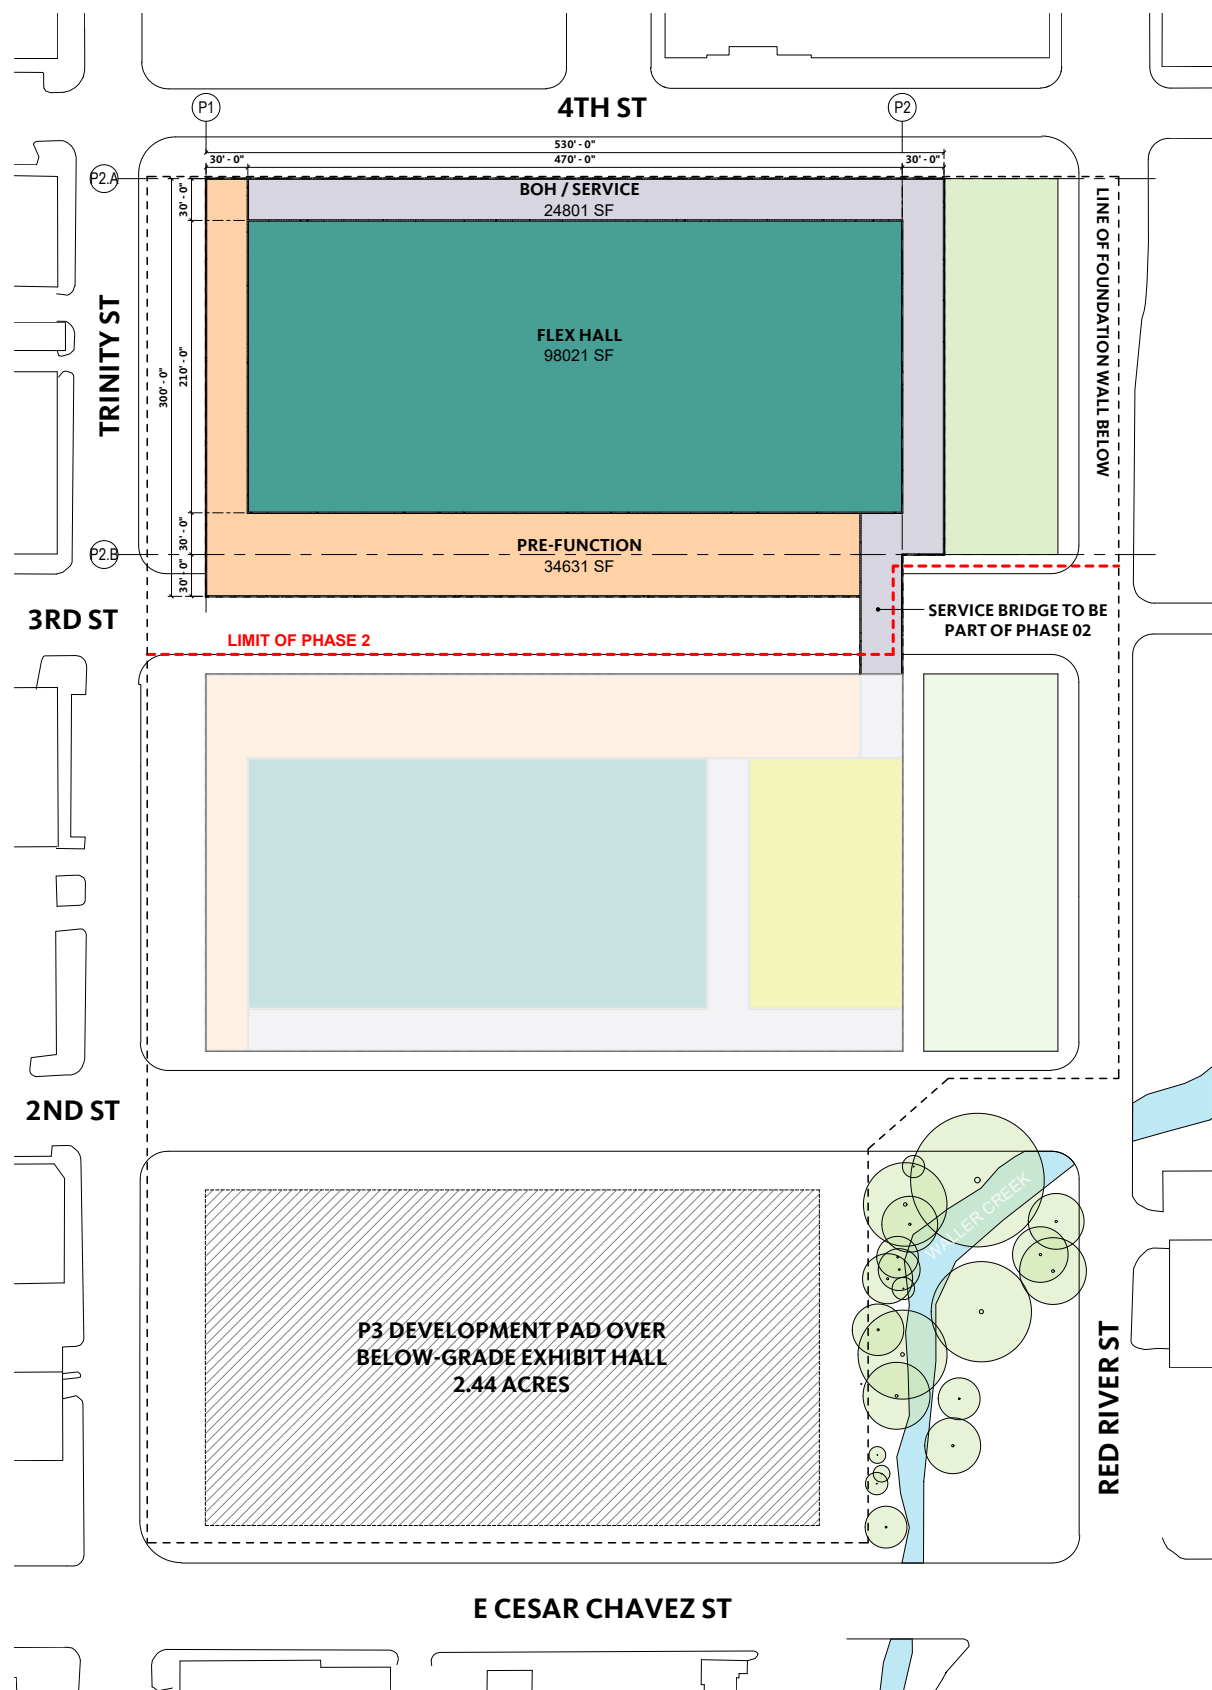 4TH ST
P1
P2
530' - 0"
30' - 0"
470' - 0"
30' - 0"
P2.A
30' - 0"
BOH / SERVICE
24801 SF
LINE OF FOUNDATION WALL BELOW
TRINITY ST
300' - 0"
210' - 0"
FLEX HALL
98021 SF
30' - 0"
P2.B
30' - 0"
PRE-FUNCTION
34631 SF
3RD ST
SERVICE BRIDGE TO BE
PART OF PHASE 02
LIMIT OF PHASE 2
2ND ST
WALLER CREEK
P3 DEVELOPMENT PAD OVER
BELOW-GRADE EXHIBIT HALL
2.44 ACRES
RED RIVER ST
E CESAR CHAVEZ ST